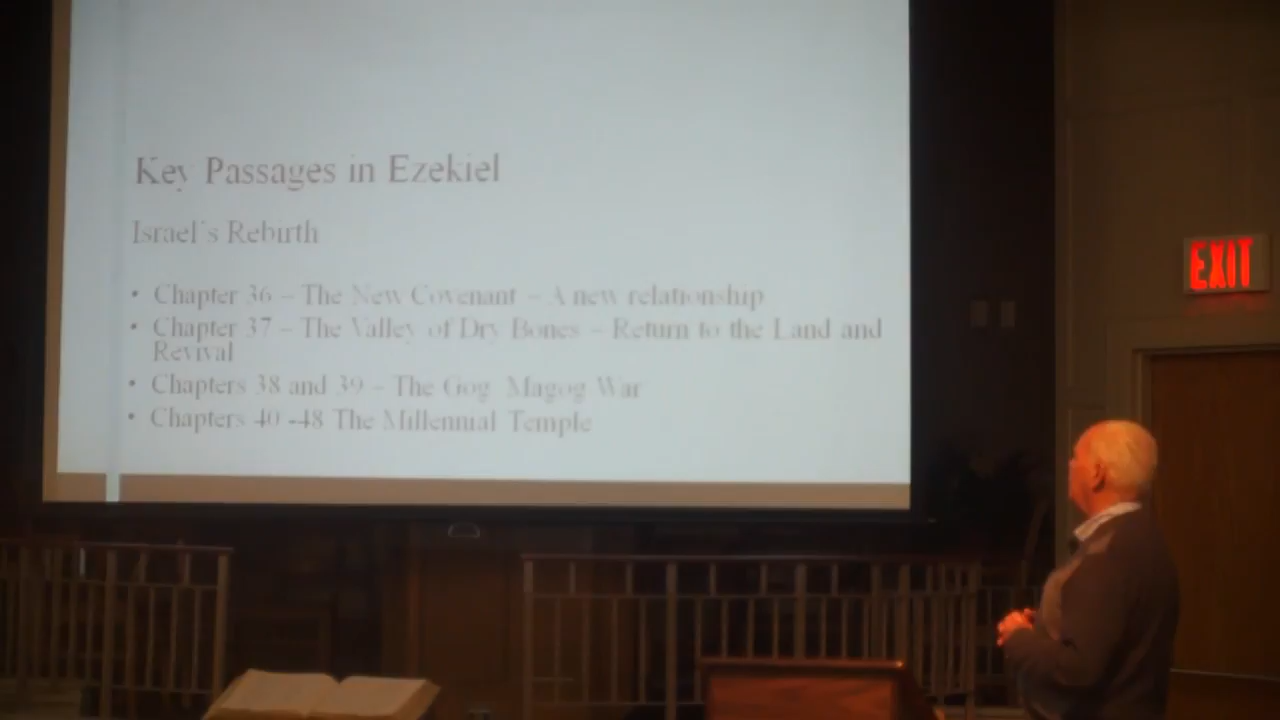 Key Passages in Ezekiel
Israel's Rebirth
• Chapter 36 – The New Covenant – A new relationship
• Chapter 37 – The Valley of Dry Bones – Return to the Land and
Revival
• Chapters 38 and 39 – The Gog Magog War
• Chapters 40 -48 The Millennial Temple
EXIT